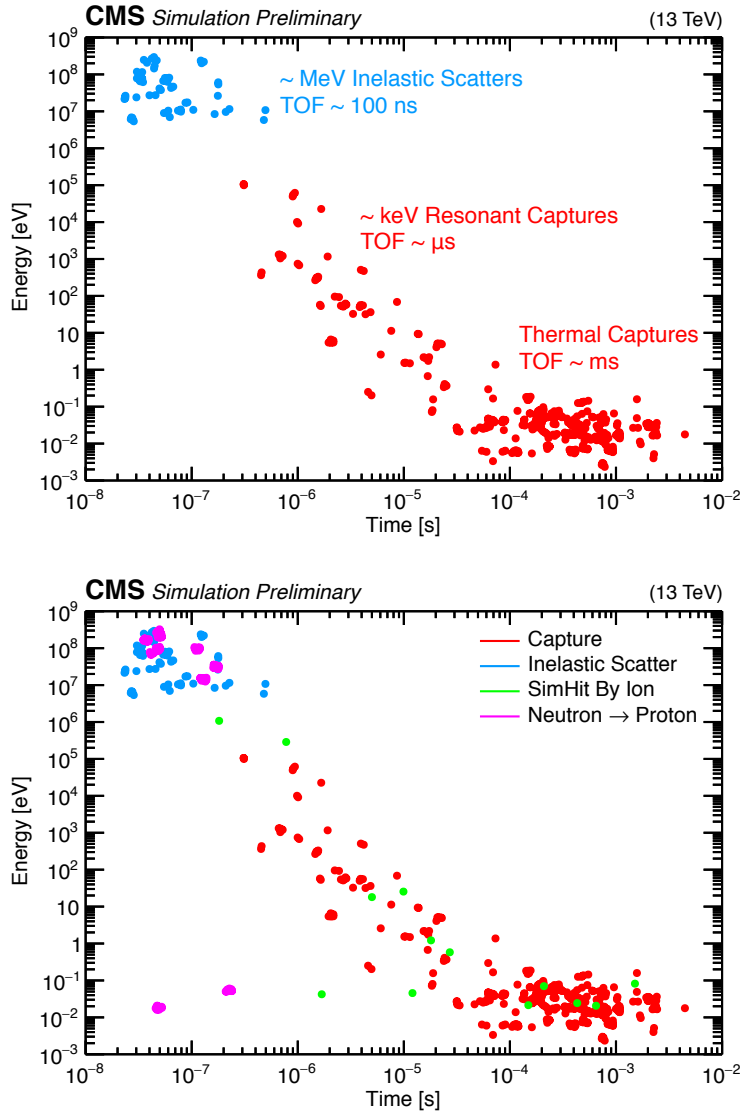 CMS Simulation Preliminary (13 TeV)
Energy [eV]
10⁹
10⁸
10⁷
10⁶
10⁵
10⁴
10³
10²
10
1
10⁻¹
10⁻²
10⁻³
~ MeV Inelastic Scatters
TOF ~ 100 ns
~ keV Resonant Captures
TOF ~ μs
Thermal Captures
TOF ~ ms
10⁻⁸ 10⁻⁷ 10⁻⁶ 10⁻⁵ 10⁻⁴ 10⁻³ 10⁻²
Time [s]
CMS Simulation Preliminary (13 TeV)
Energy [eV]
10⁹
10⁸
10⁷
10⁶
10⁵
10⁴
10³
10²
10
1
10⁻¹
10⁻²
10⁻³
Capture
Inelastic Scatter
SimHit By Ion
Neutron → Proton
10⁻⁸ 10⁻⁷ 10⁻⁶ 10⁻⁵ 10⁻⁴ 10⁻³ 10⁻²
Time [s]